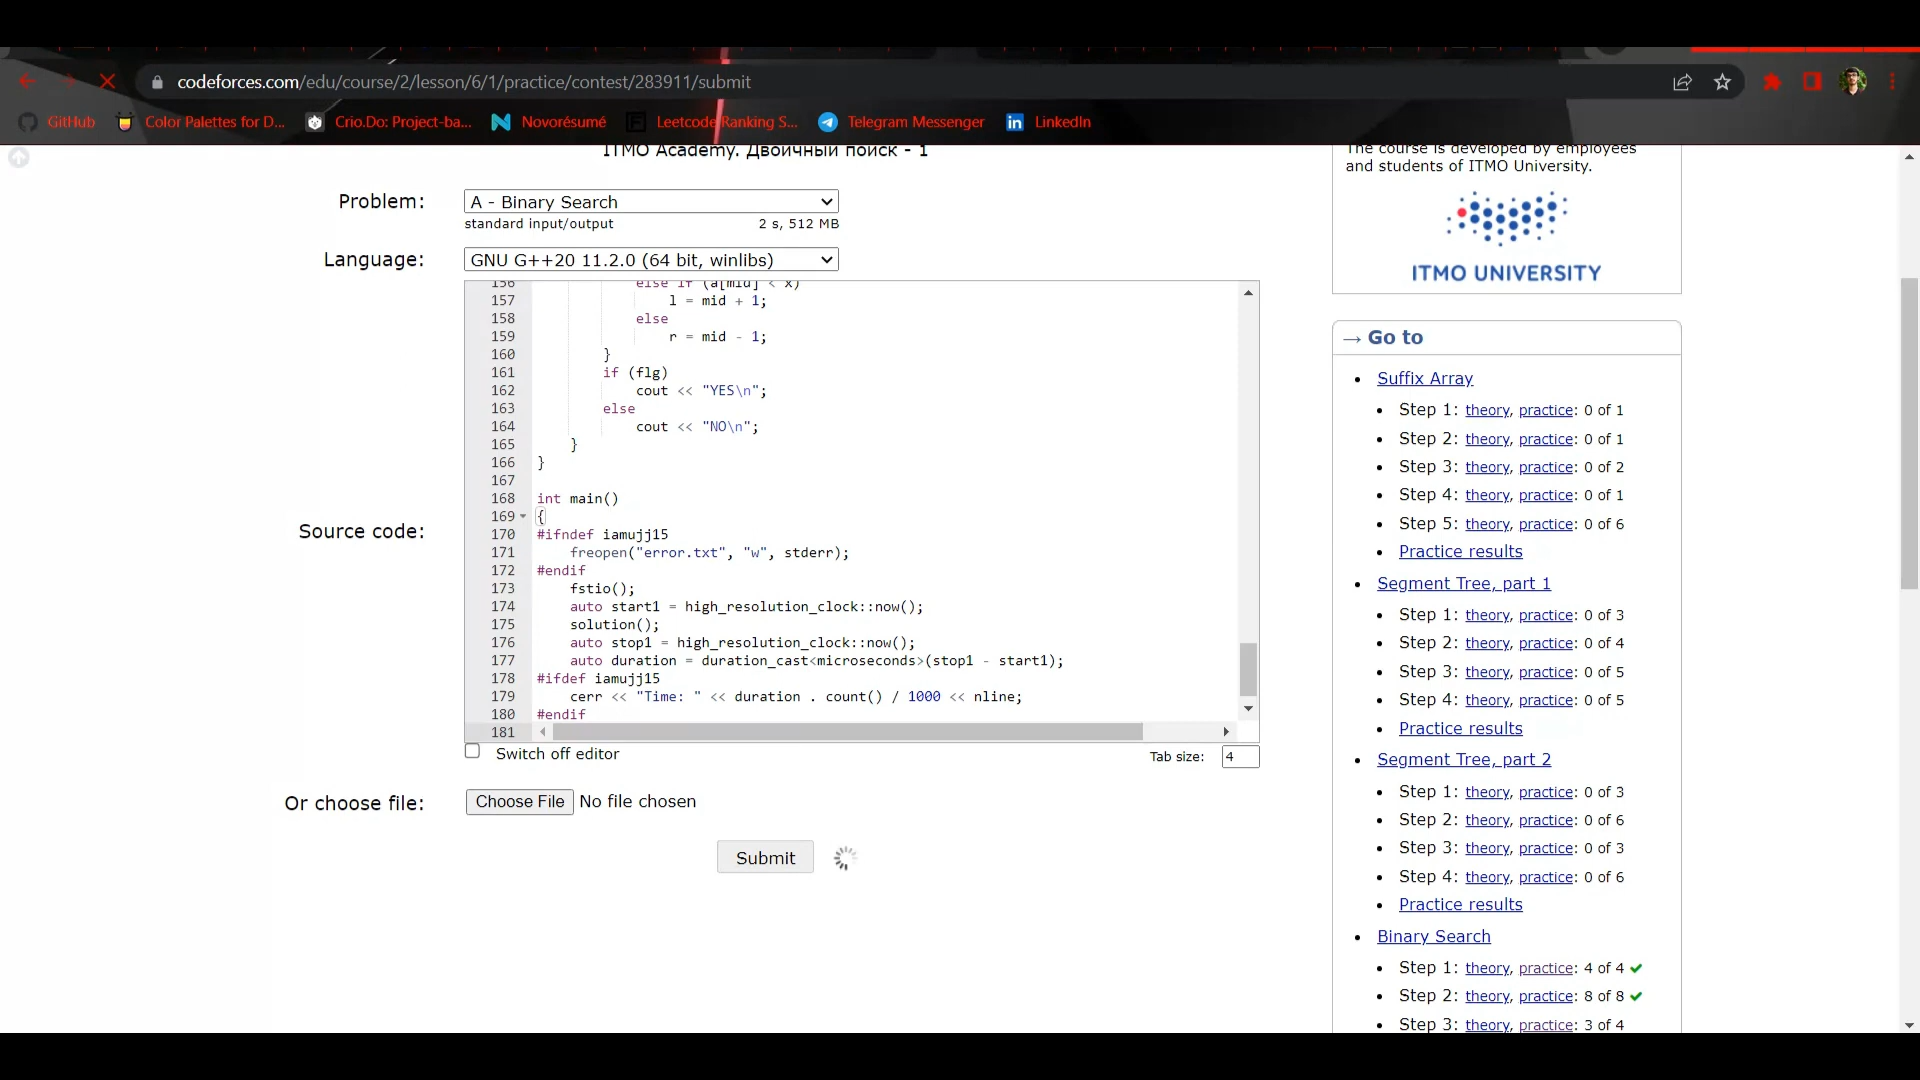 codeforces.com/edu/course/2/lesson/6/1/practice/contest/283911/submit
GitHub
Color Palettes for D...
Crio.Do: Project-ba...
Novorésumé
Leetcode Ranking S...
Telegram Messenger
LinkedIn
ITMO Academy. Двоичный поиск - 1
Problem:
A - Binary Search
standard input/output 2 s, 512 MB
Language:
GNU G++20 11.2.0 (64 bit, winlibs)
Source code:
156 else if (a[mid] < x)
157 l = mid + 1;
158 else
159 r = mid - 1;
160 }
161 if (flg)
162 cout << "YES\n";
163 else
164 cout << "NO\n";
165 }
166 }
167
168 int main()
169 {
170 #ifndef iamujj15
171 freopen("error.txt", "w", stderr);
172 #endif
173 fstio();
174 auto start1 = high_resolution_clock::now();
175 solution();
176 auto stop1 = high_resolution_clock::now();
177 auto duration = duration_cast<microseconds>(stop1 - start1);
178 #ifdef iamujj15
179 cerr << "Time: " << duration . count() / 1000 << nline;
180 #endif
181
Switch off editor
Tab size: 4
Or choose file:
Choose File No file chosen
Submit
The course is developed by employees
and students of ITMO University.
ITMO UNIVERSITY
→ Go to
Suffix Array
Step 1: theory, practice: 0 of 1
Step 2: theory, practice: 0 of 1
Step 3: theory, practice: 0 of 2
Step 4: theory, practice: 0 of 1
Step 5: theory, practice: 0 of 6
Practice results
Segment Tree, part 1
Step 1: theory, practice: 0 of 3
Step 2: theory, practice: 0 of 4
Step 3: theory, practice: 0 of 5
Step 4: theory, practice: 0 of 5
Practice results
Segment Tree, part 2
Step 1: theory, practice: 0 of 3
Step 2: theory, practice: 0 of 6
Step 3: theory, practice: 0 of 3
Step 4: theory, practice: 0 of 6
Practice results
Binary Search
Step 1: theory, practice: 4 of 4
Step 2: theory, practice: 8 of 8
Step 3: theory, practice: 3 of 4